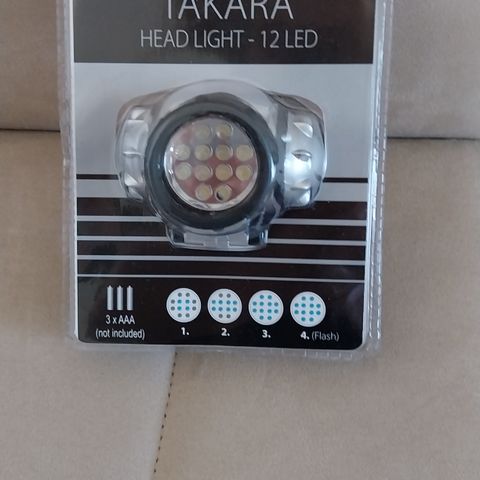 TAKARA
HEAD LIGHT - 12 LED
3 x AAA
(not included)
1.
2.
3.
4. (Flash)